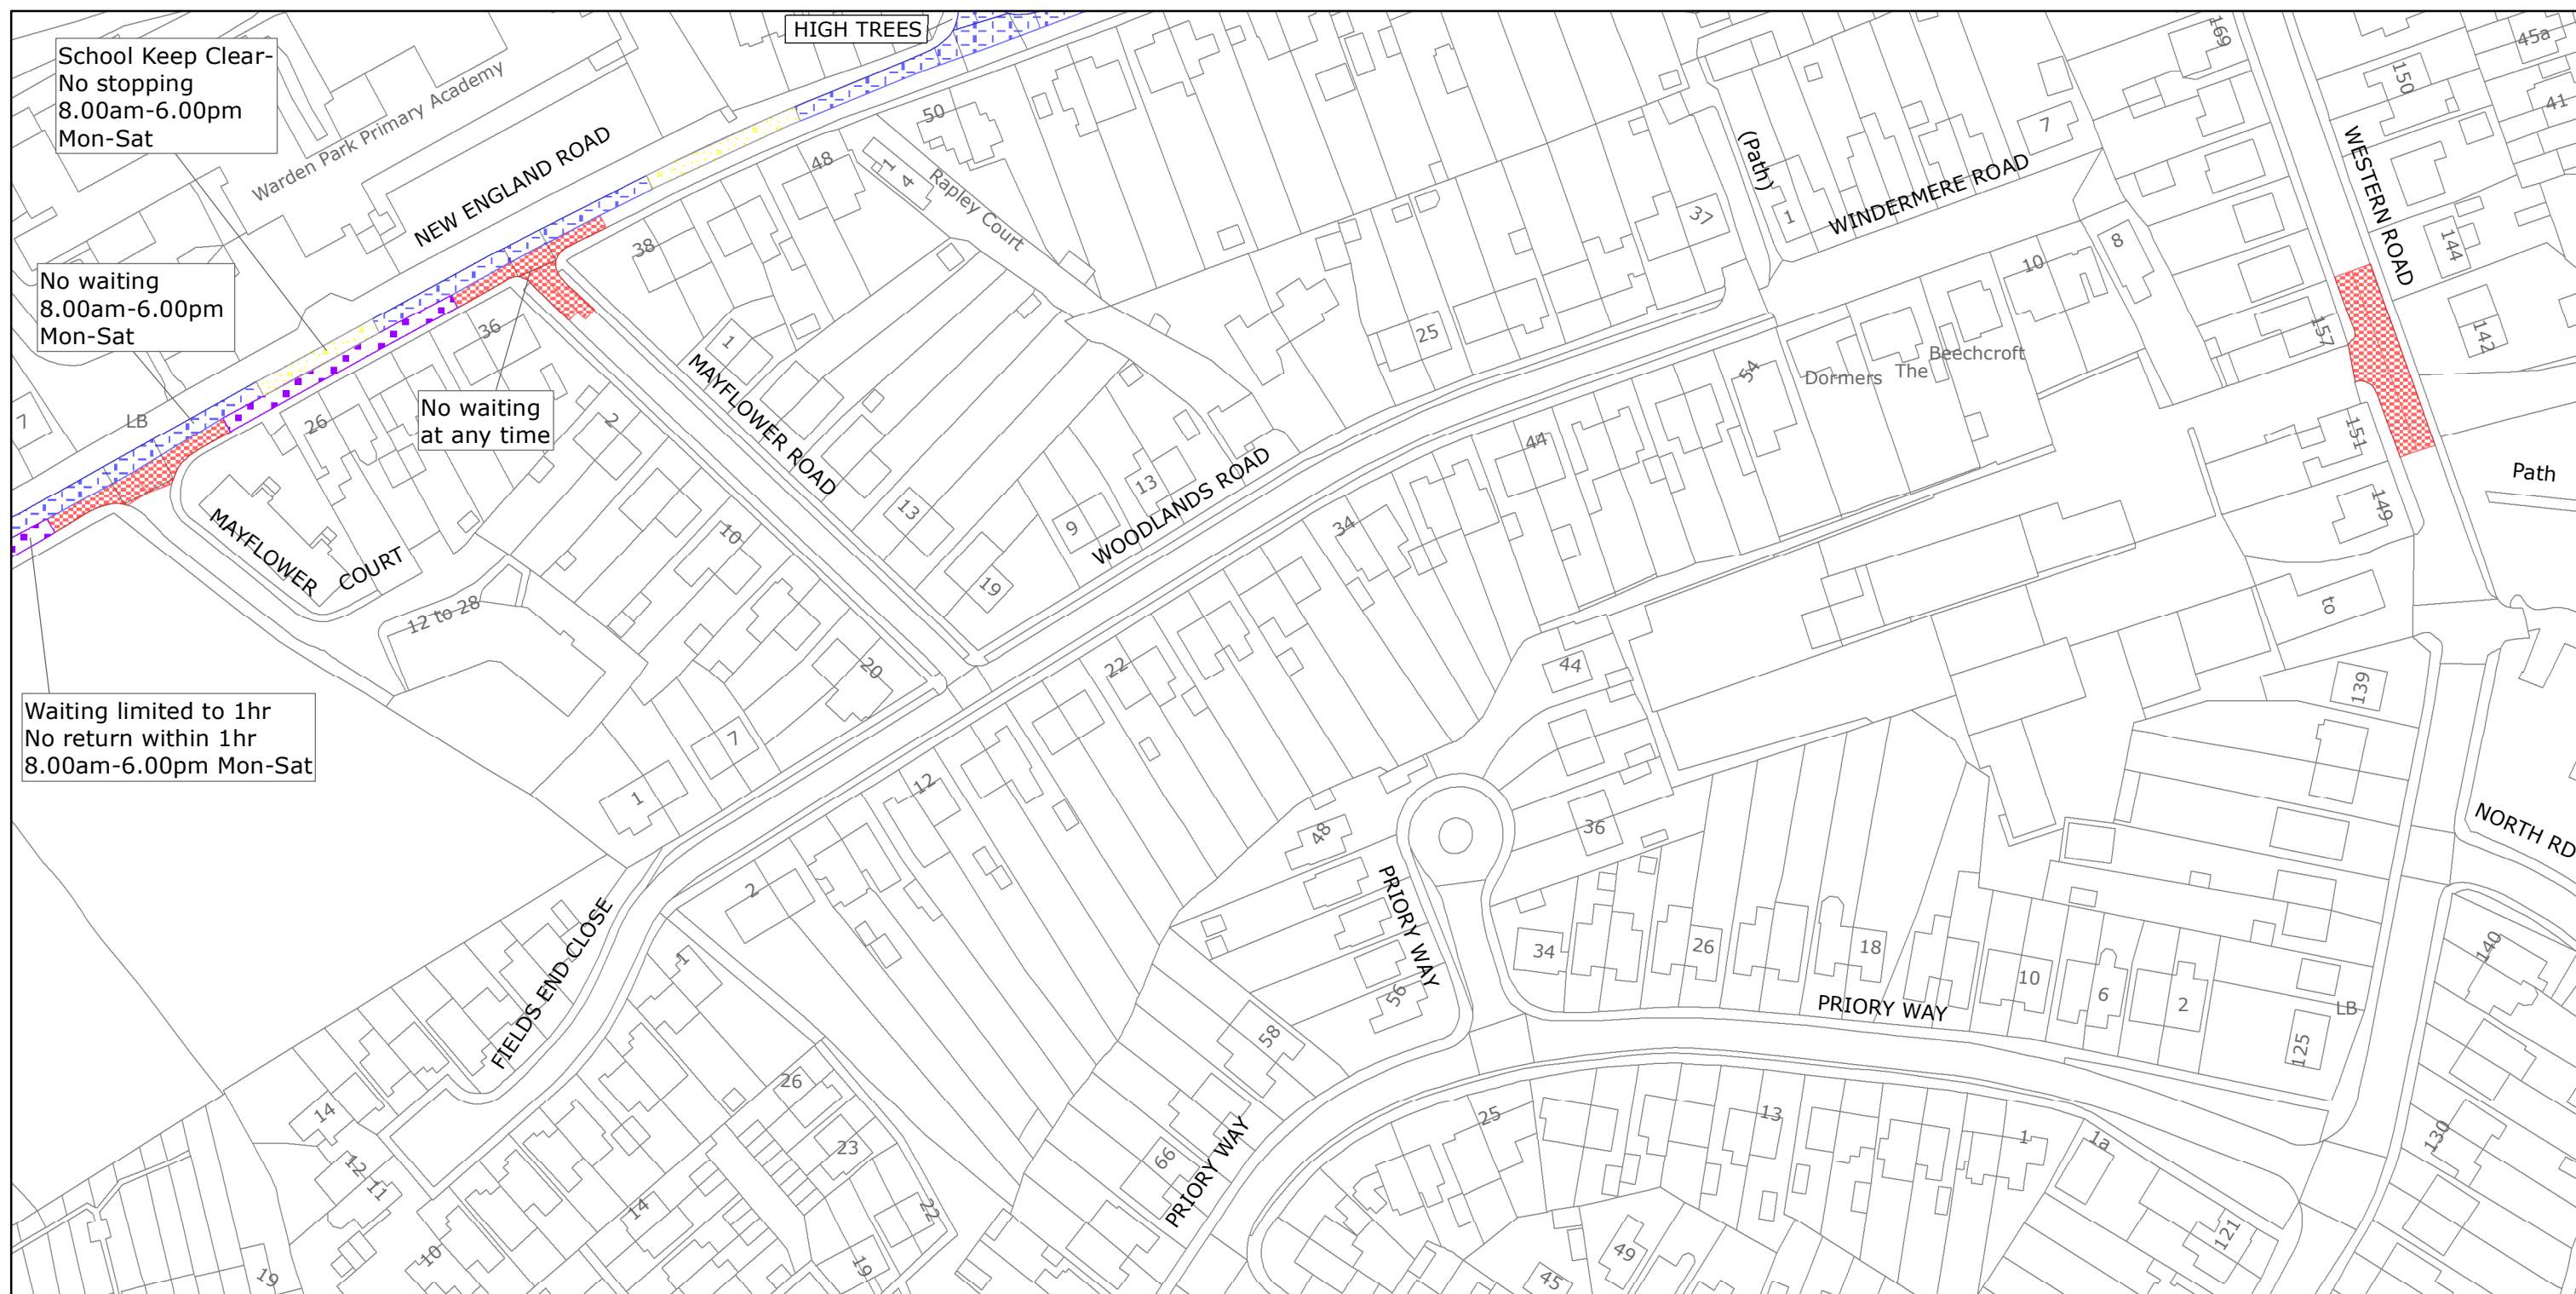 HIGH TREES
School Keep Clear-
No stopping
8.00am-6.00pm
Mon-Sat
Warden Park Primary Academy
NEW ENGLAND ROAD
No waiting
8.00am-6.00pm
Mon-Sat
No waiting
at any time
Waiting limited to 1hr
No return within 1hr
8.00am-6.00pm Mon-Sat
50
48
1
4
Rapley Court
38
36
26
7
LB
MAYFLOWER COURT
12 to 28
1
MAYFLOWER ROAD
2
10
13
19
20
9
13
WOODLANDS ROAD
25
37
(Path)
1
WINDERMERE ROAD
7
169
150
45a
41
WESTERN ROAD
144
142
8
10
157
Beechcroft
The
Dormers
54
44
34
22
12
2
7
1
151
149
Path
to
139
44
36
48
PRIORY WAY
56
58
66
PRIORY WAY
34
26
18
10
6
2
PRIORY WAY
LB
125
NORTH RD
140
130
FIELDS END CLOSE
1
14
12
11
10
14
26
23
22
19
19
25
13
1
1a
121
49
45